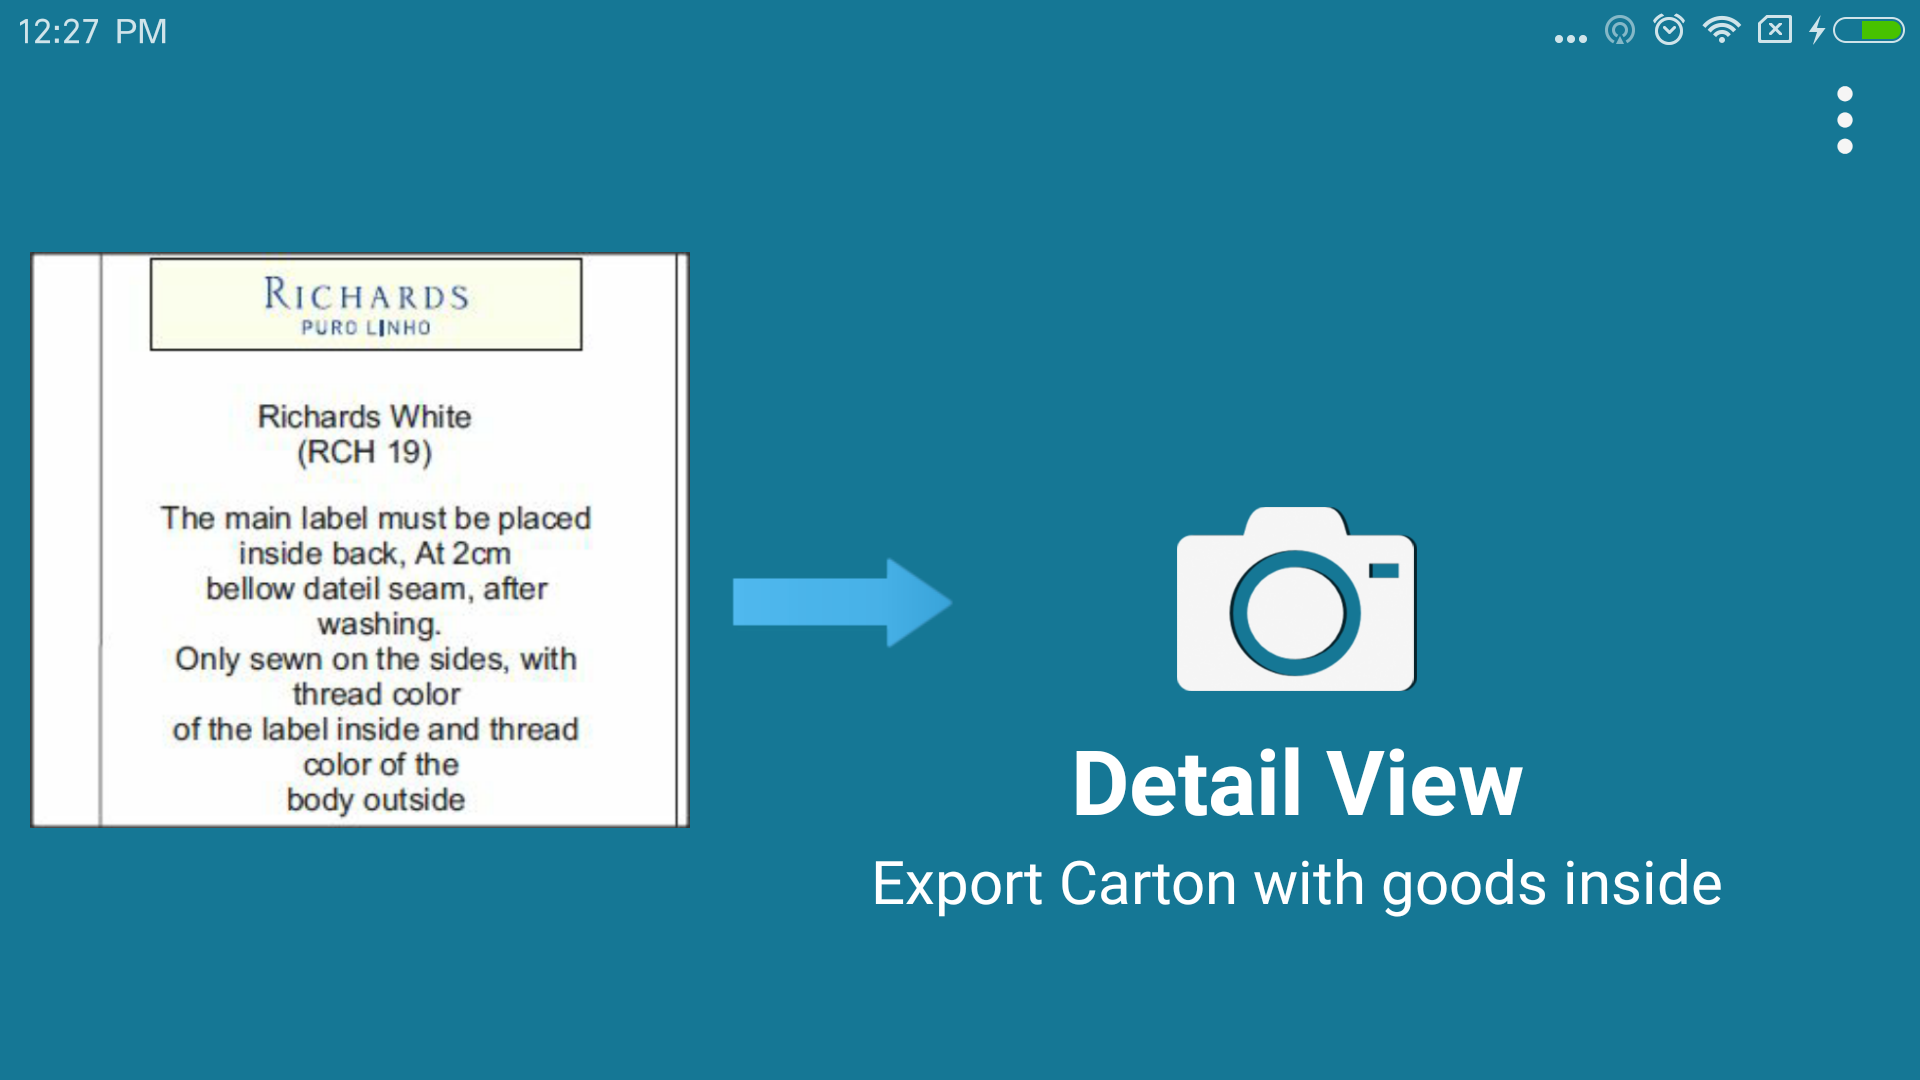 12:27 PM
RICHARDS
PURO LINHO
Richards White
(RCH 19)
The main label must be placed
inside back, At 2cm
bellow dateil seam, after
washing.
Only sewn on the sides, with
thread color
of the label inside and thread
color of the
body outside
Detail View
Export Carton with goods inside